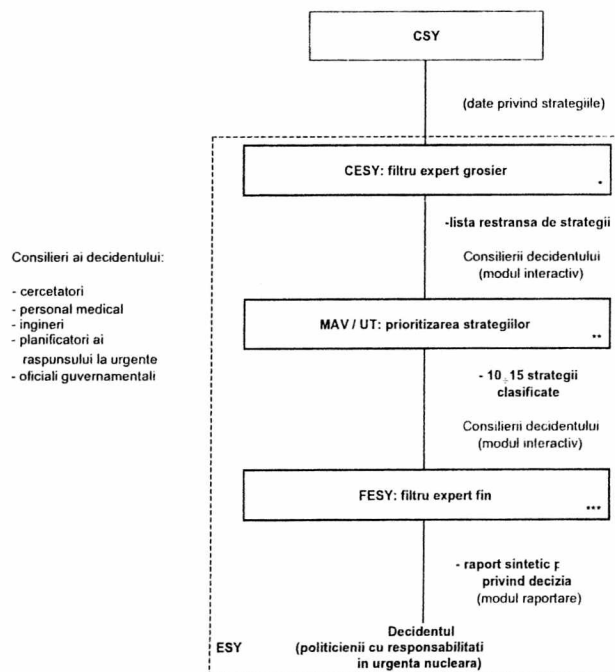 CSY
(date privind strategiile)
CESY: filtru expert grosier
*
-lista restransa de strategii
Consilierii decidentului
(modul interactiv)
Consilieri ai decidentului:
- cercetatori
- personal medical
- ingineri
- planificatori ai
raspunsului la urgente
- oficiali guvernamentali
MAV / UT: prioritizarea strategiilor
**
- 10÷15 strategii
clasificate
Consilierii decidentului
(modul interactiv)
FESY: filtru expert fin
***
- raport sintetic p
privind decizia
(modul raportare)
Decidentul
ESY (politicienii cu responsabilitati
in urgenta nucleara)